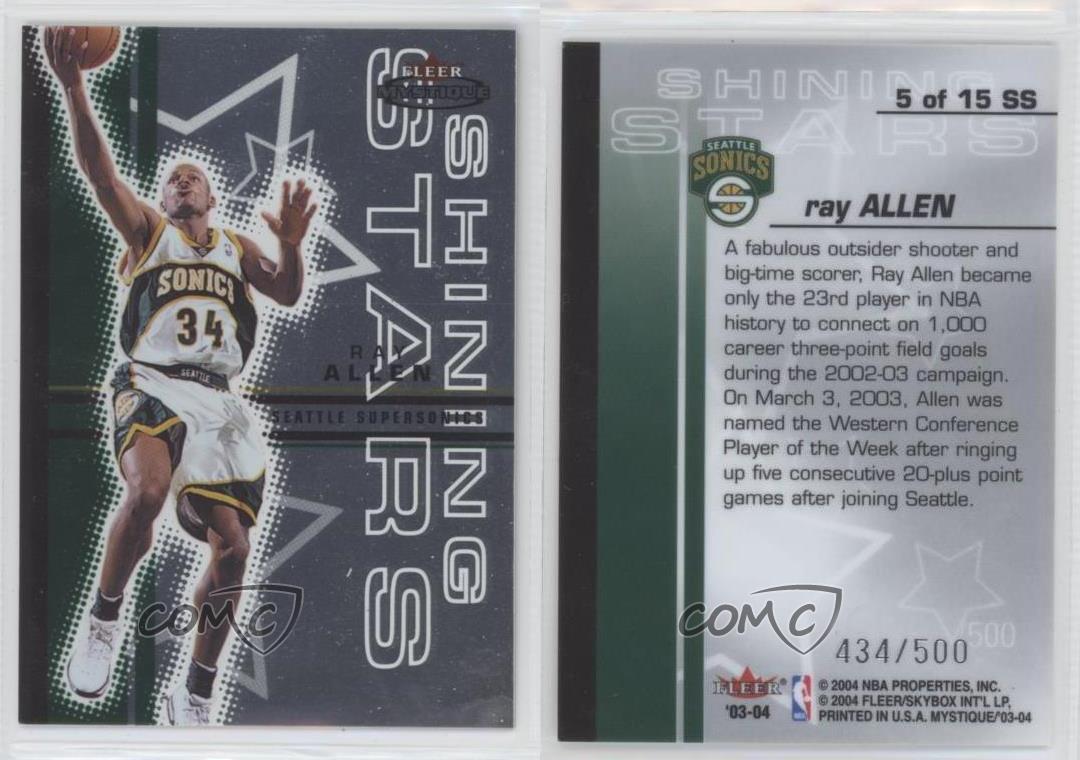 FLEER
MYSTIQUE
SHINING
STARS
SONICS
34
SEATTLE
RAY
ALLEN
SEATTLE SUPERSONICS
COMC
SHINING
STARS
5 of 15 SS
SEATTLE
SONICS
ray ALLEN
A fabulous outsider shooter and
big-time scorer, Ray Allen became
only the 23rd player in NBA
history to connect on 1,000
career three-point field goals
during the 2002-03 campaign.
On March 3, 2003, Allen was
named the Western Conference
Player of the Week after ringing
up five consecutive 20-plus point
games after joining Seattle.
COMC
434/500
500
FLEER®
'03-04
© 2004 NBA PROPERTIES, INC.
© 2004 FLEER/SKYBOX INT'L LP,
PRINTED IN U.S.A. MYSTIQUE/'03-04